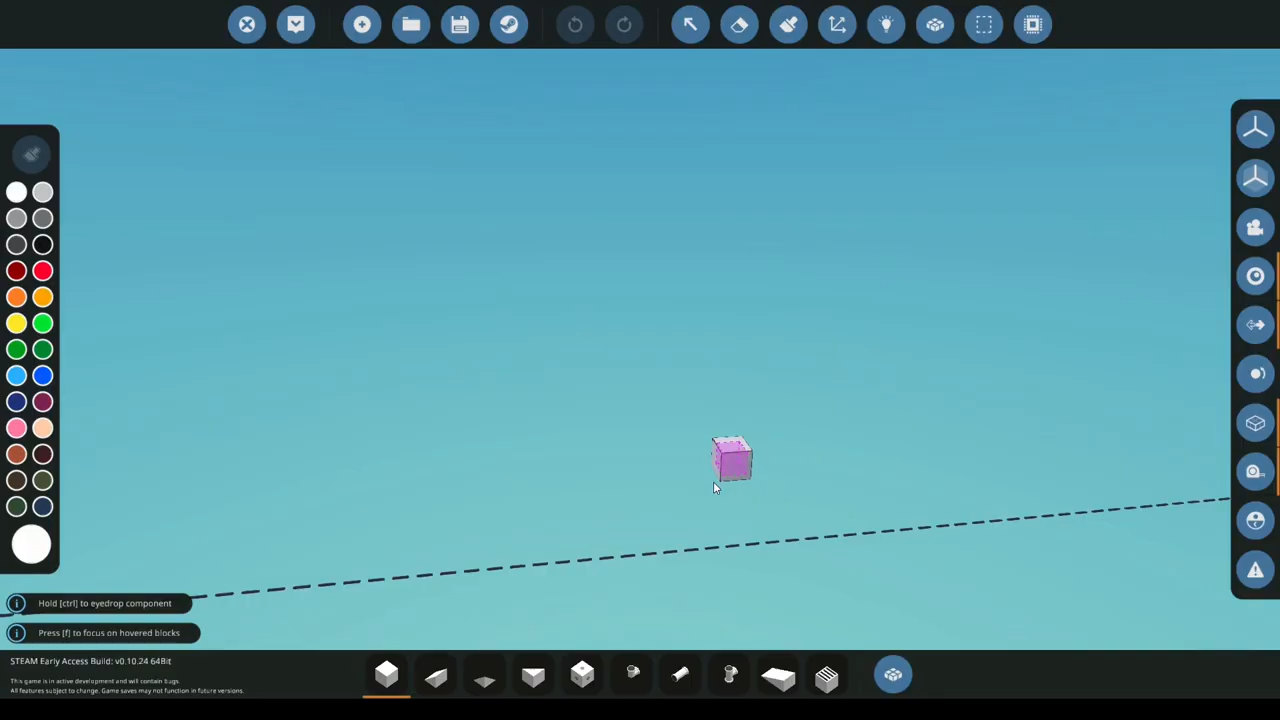 Hold [ctrl] to eyedrop component
Press [f] to focus on hovered blocks
STEAM Early Access Build: v0.10.24 64Bit
This game is in active development and will contain bugs.
All features subject to change. Game saves may not function in future versions.